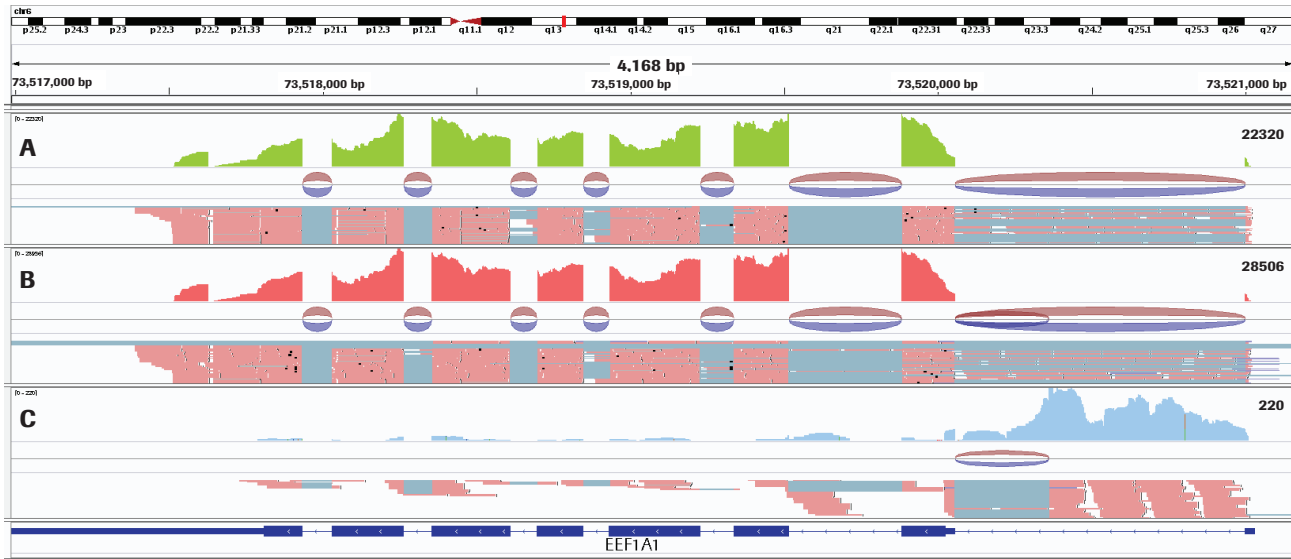 chr6
p25.2 p24.3 p23 p22.3 p22.2 p21.33 p21.2 p21.1 p12.3 p12.1 q11.1 q12 q13 q14.1 q14.2 q15 q16.1 q16.3 q21 q22.1 q22.31 q22.33 q23.3 q24.2 q25.1 q25.3 q26 q27
4,168 bp
73,517,000 bp 73,518,000 bp 73,519,000 bp 73,520,000 bp 73,521,000 bp
[0 - 22320]
A 22320
B 28506
[0 - 220]
C 220
EEF1A1